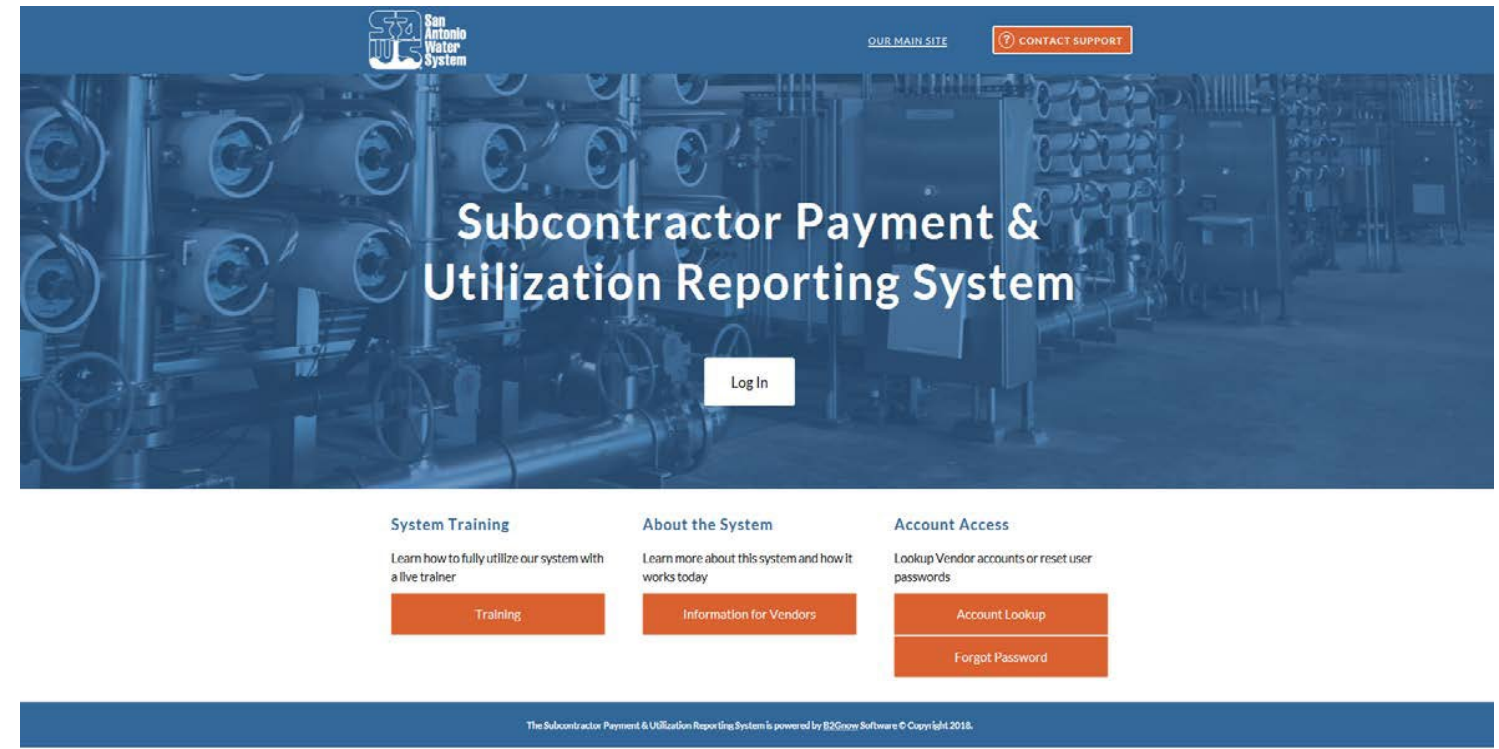 San
Antonio
Water
System
OUR MAIN SITE
? CONTACT SUPPORT
Subcontractor Payment &
Utilization Reporting System
Log In
System Training
Learn how to fully utilize our system with
a live trainer
Training
About the System
Learn more about this system and how it
works today
Information for Vendors
Account Access
Lookup Vendor accounts or reset user
passwords
Account Lookup
Forgot Password
The Subcontractor Payment & Utilization Reporting System is powered by B2Gnow Software © Copyright 2018.